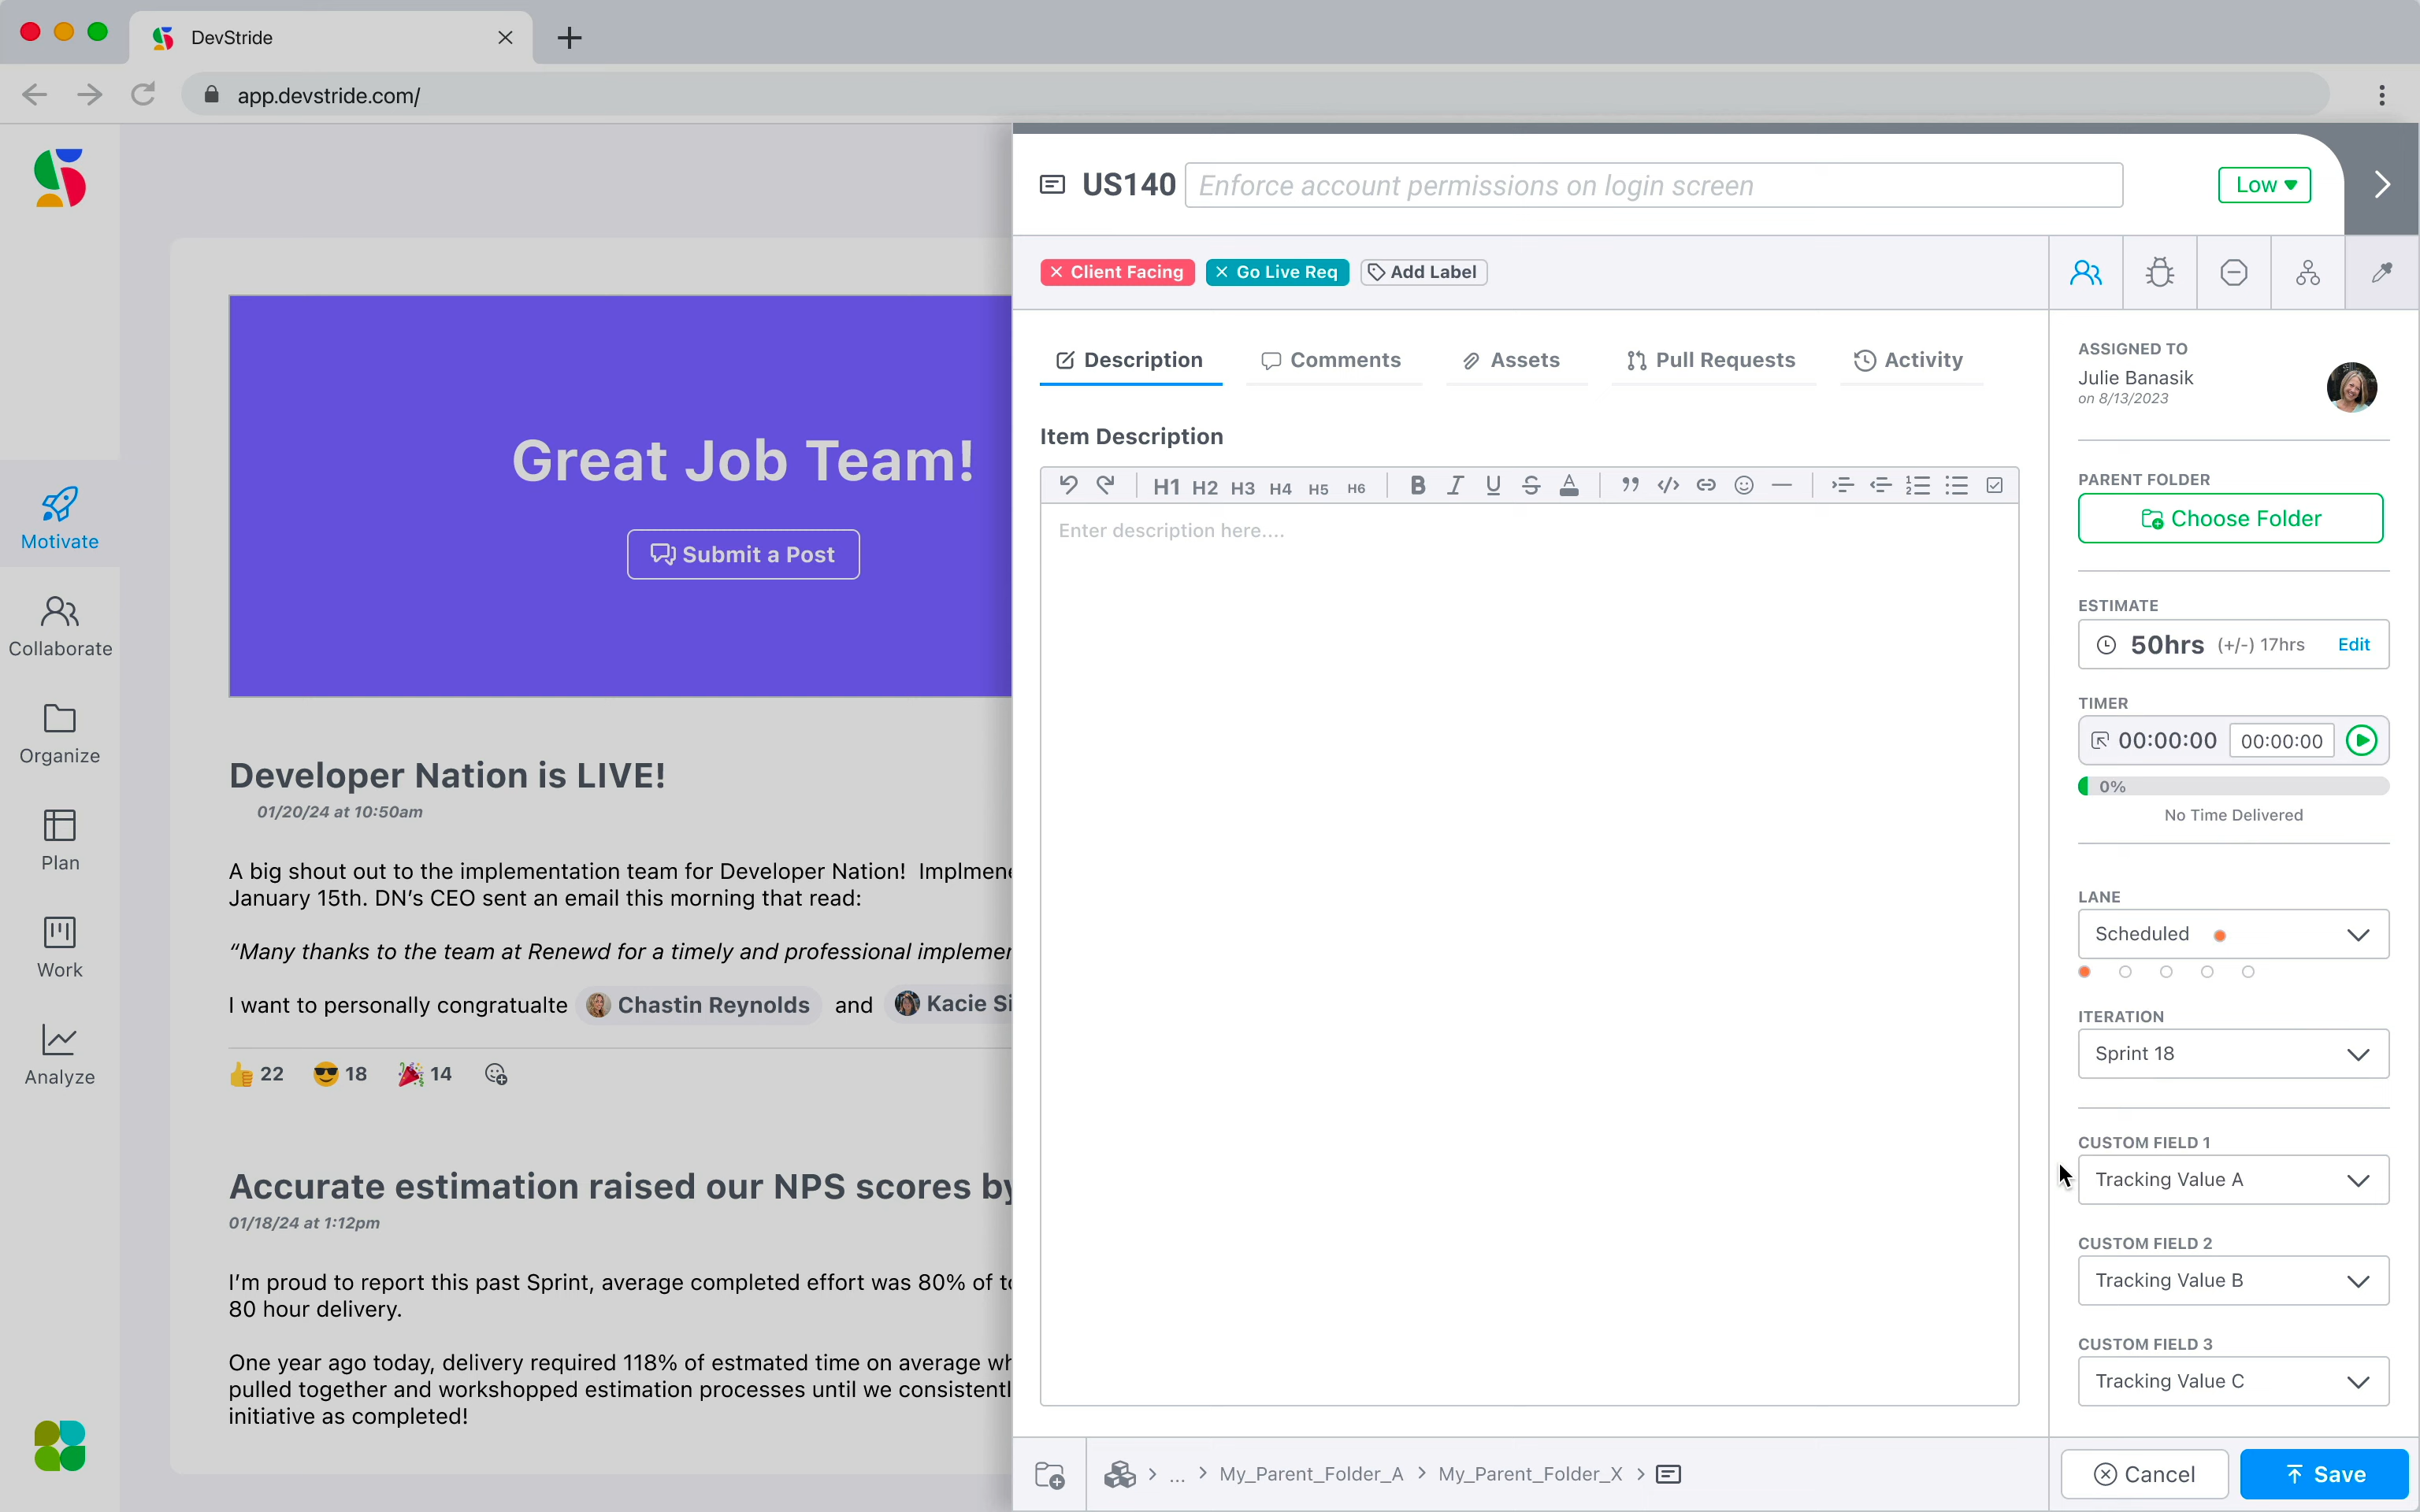 DevStride
app.devstride.com/
Motivate
Collaborate
Organize
Plan
Work
Analyze
Great Job Team!
Submit a Post
Developer Nation is LIVE!
01/20/24 at 10:50am
A big shout out to the implementation team for Developer Nation! Implmen
January 15th. DN's CEO sent an email this morning that read:
“Many thanks to the team at Renewd for a timely and professional implemen
I want to personally congratualte Chastin Reynolds and Kacie Si
22 18 14
Accurate estimation raised our NPS scores by
01/18/24 at 1:12pm
I'm proud to report this past Sprint, average completed effort was 80% of to
80 hour delivery.
One year ago today, delivery required 118% of estmated time on average wh
pulled together and workshopped estimation processes until we consistentl
initiative as completed!
US140 Enforce account permissions on login screen
Low
Client Facing Go Live Req Add Label
Description Comments Assets Pull Requests Activity
Item Description
H1 H2 H3 H4 H5 H6 B I U S A
Enter description here....
ASSIGNED TO
Julie Banasik
on 8/13/2023
PARENT FOLDER
Choose Folder
ESTIMATE
50hrs (+/-) 17hrs Edit
TIMER
00:00:00 00:00:00
0%
No Time Delivered
LANE
Scheduled
ITERATION
Sprint 18
CUSTOM FIELD 1
Tracking Value A
CUSTOM FIELD 2
Tracking Value B
CUSTOM FIELD 3
Tracking Value C
> ... > My_Parent_Folder_A > My_Parent_Folder_X >
Cancel Save